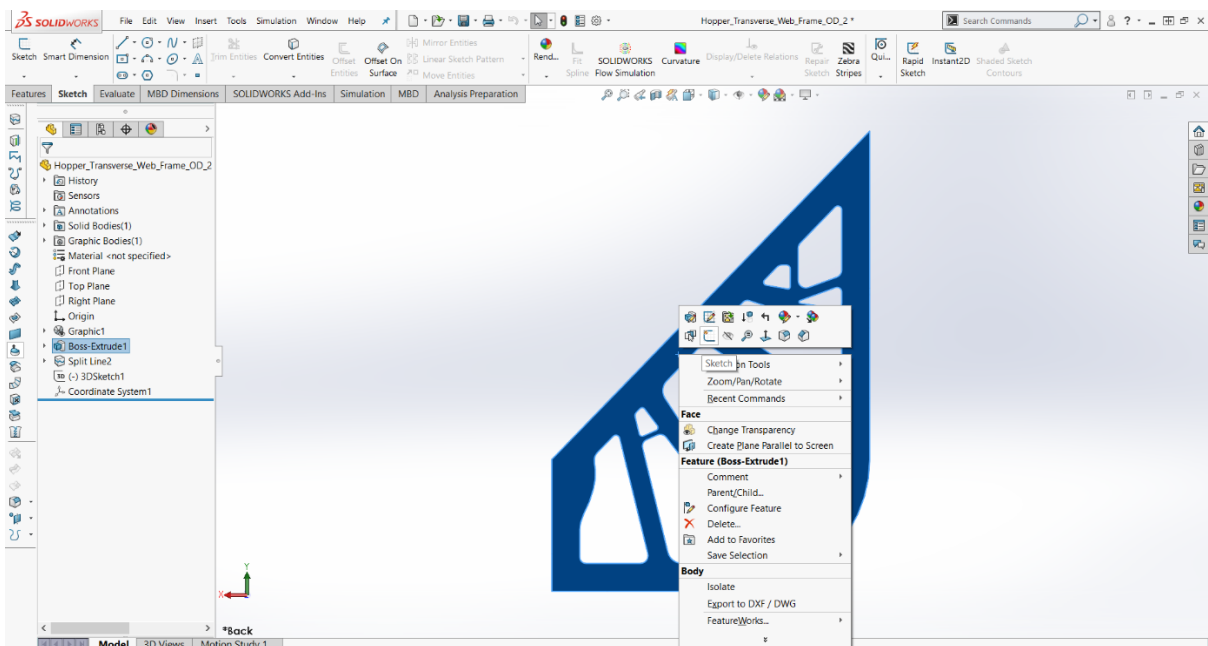 SOLIDWORKS File Edit View Insert Tools Simulation Window Help Hopper_Transverse_Web_Frame_OD_2 * Search Commands ?
Sketch Smart Dimension Trim Entities Convert Entities Offset Entities Offset On Surface Mirror Entities Linear Sketch Pattern Move Entities Rend... Fit Spline SOLIDWORKS Flow Simulation Curvature Display/Delete Relations Repair Sketch Zebra Stripes Qui... Rapid Sketch Instant2D Shaded Sketch Contours
Features Sketch Evaluate MBD Dimensions SOLIDWORKS Add-Ins Simulation MBD Analysis Preparation
Hopper_Transverse_Web_Frame_OD_2
History
Sensors
Annotations
Solid Bodies(1)
Graphic Bodies(1)
Material <not specified>
Front Plane
Top Plane
Right Plane
Origin
Graphic1
Boss-Extrude1
Split Line2
3D (-) 3DSketch1
Coordinate System1
Sketch
on Tools
Zoom/Pan/Rotate
Recent Commands
Face
Change Transparency
Create Plane Parallel to Screen
Feature (Boss-Extrude1)
Comment
Parent/Child...
Configure Feature
Delete...
Add to Favorites
Save Selection
Body
Isolate
Export to DXF / DWG
FeatureWorks...
Y
X
*Back
Model 3D Views Motion Study 1